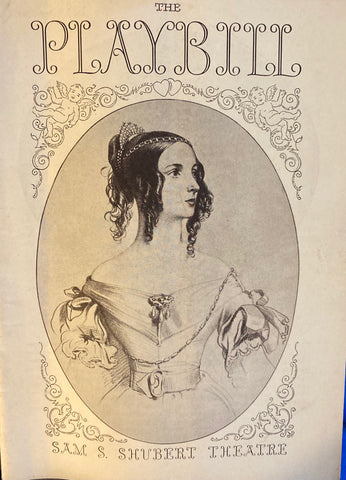 THE
PLAYBILL
SAM S. SHUBERT THEATRE